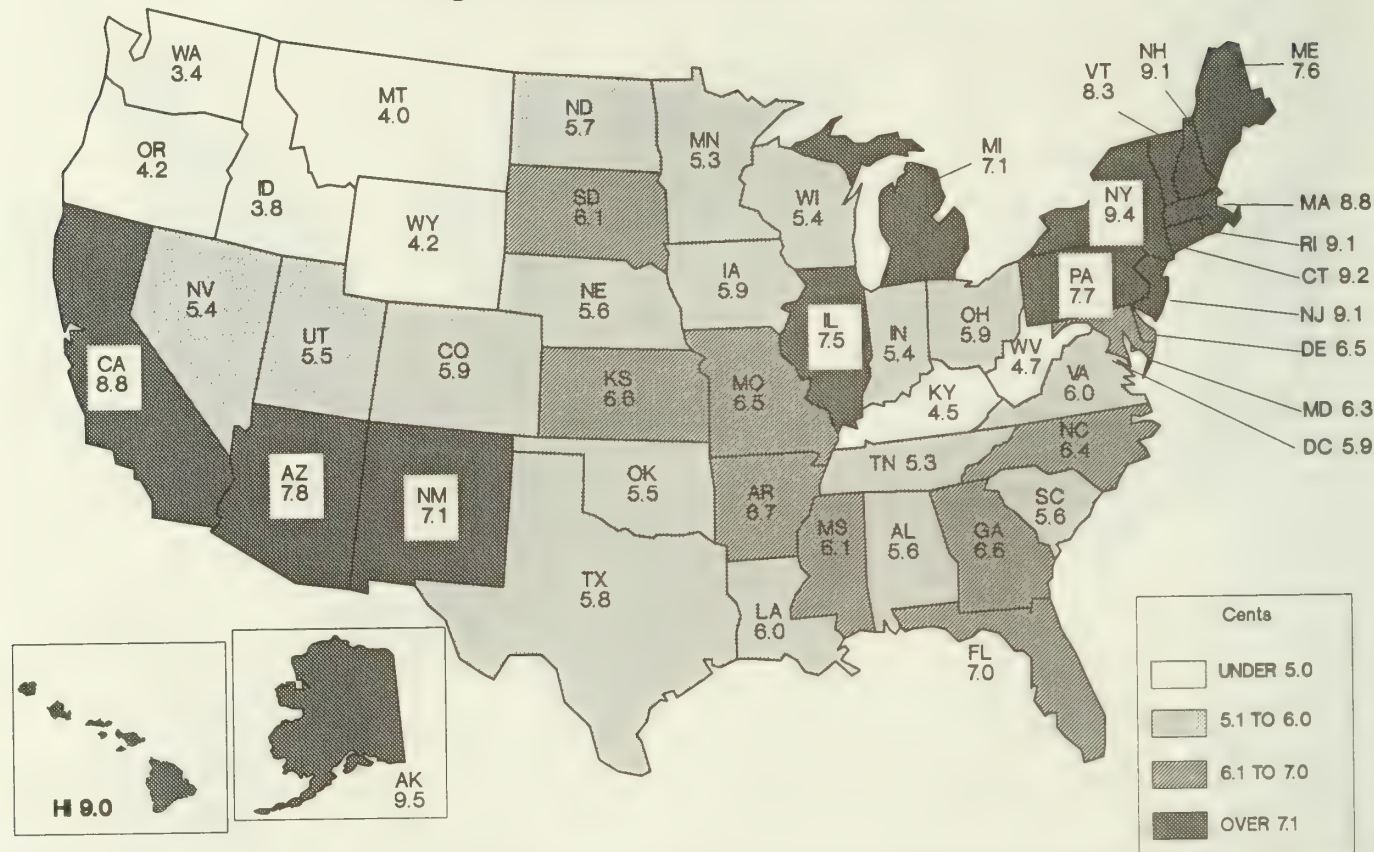 WA
3.4
MT
4.0
ND
5.7
MN
5.3
VT
8.3
NH
9.1
ME
7.6
OR
4.2
ID
3.8
WY
4.2
SD
6.1
WI
5.4
MI
7.1
NY
9.4
MA 8.8
RI 9.1
CT 9.2
NJ 9.1
DE 6.5
MD 6.3
DC 5.9
NV
5.4
UT
5.5
CO
5.9
NE
5.6
IA
5.9
IL
7.5
IN
5.4
OH
5.9
PA
7.7
WV
4.7
VA
6.0
CA
8.8
KS
6.6
MO
6.5
KY
4.5
NC
6.4
TN 5.3
AZ
7.8
NM
7.1
OK
5.5
AR
6.7
SC
5.6
MS
6.1
AL
5.6
GA
6.6
TX
5.8
LA
6.0
FL
7.0
HI 9.0
AK
9.5
Cents
UNDER 5.0
5.1 TO 6.0
6.1 TO 7.0
OVER 7.1